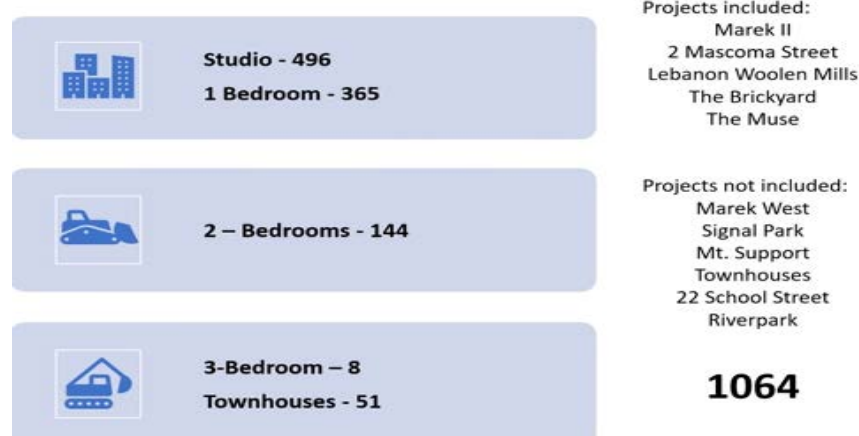 Studio - 496
1 Bedroom - 365
2 – Bedrooms - 144
3-Bedroom – 8
Townhouses - 51
Projects included:
Marek II
2 Mascoma Street
Lebanon Woolen Mills
The Brickyard
The Muse
Projects not included:
Marek West
Signal Park
Mt. Support
Townhouses
22 School Street
Riverpark
1064